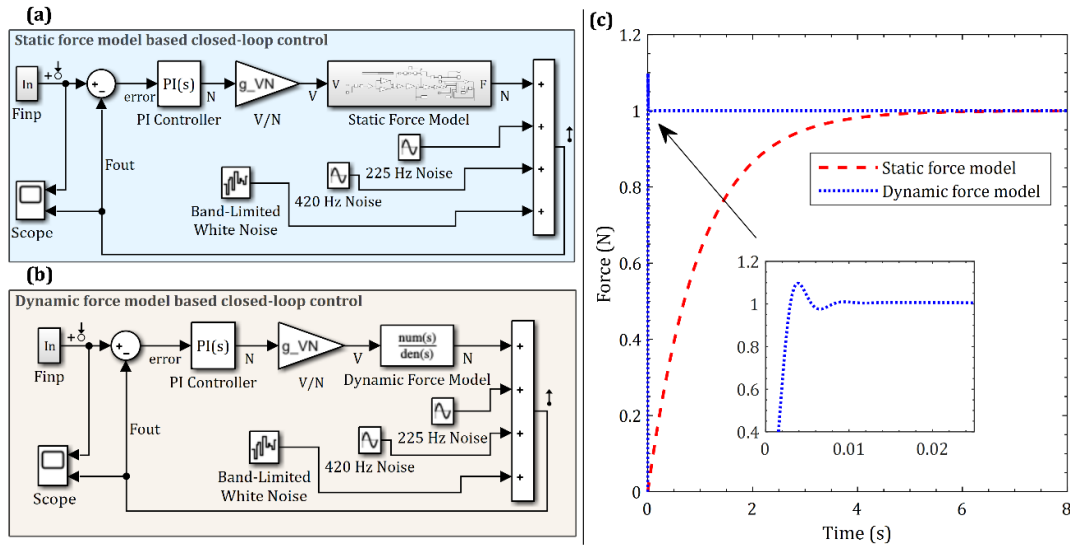 (a)
Static force model based closed-loop control
In
Finp
+
+
-
error
PI(s)
PI Controller
N
g_VN
V/N
V
V
F
Static Force Model
N
+
+
+
+
225 Hz Noise
420 Hz Noise
Band-Limited
White Noise
Fout
Scope
(b)
Dynamic force model based closed-loop control
In
Finp
+
+
-
error
PI(s)
PI Controller
N
g_VN
V/N
V
num(s)
den(s)
Dynamic Force Model
N
+
+
+
+
225 Hz Noise
420 Hz Noise
Band-Limited
White Noise
Fout
Scope
(c)
1.2
1
0.8
0.6
0.4
0.2
0
Force (N)
0
2
4
6
8
Time (s)
Static force model
Dynamic force model
1.2
1
0.8
0.6
0.4
0
0.01
0.02